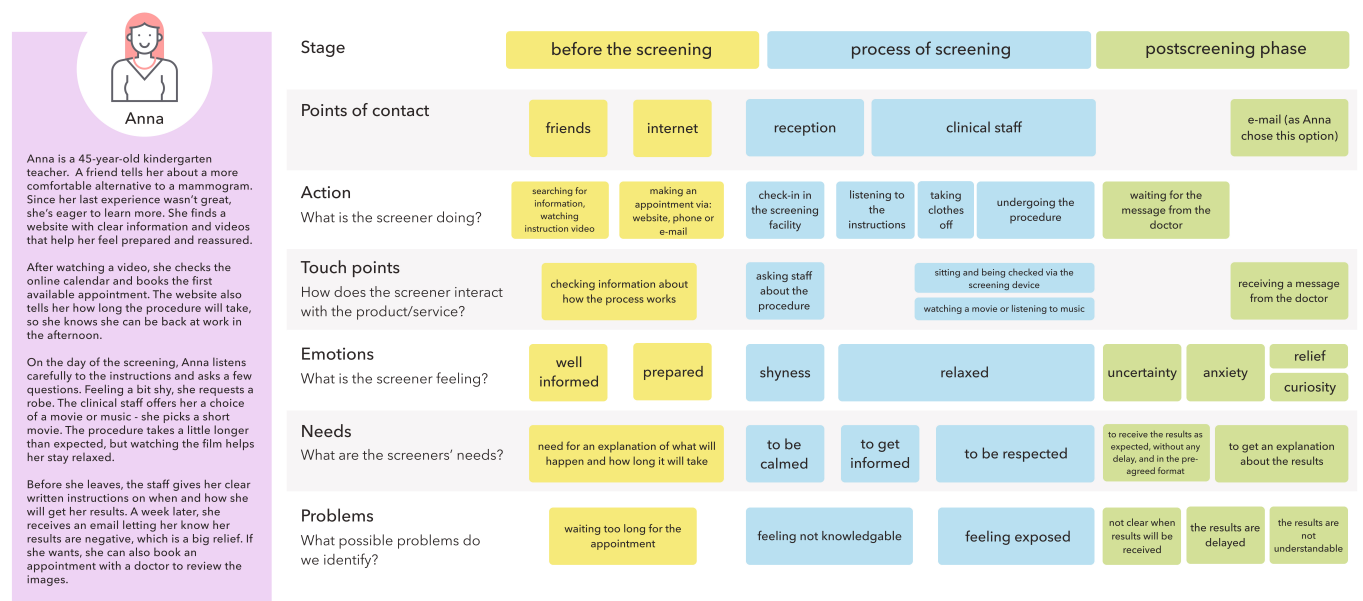 Anna
Anna is a 45-year-old kindergarten
teacher. A friend tells her about a more
comfortable alternative to a mammogram.
Since her last experience wasn't great,
she's eager to learn more. She finds a
website with clear information and videos
that help her feel prepared and reassured.
After watching a video, she checks the
online calendar and books the first
available appointment. The website also
tells her how long the procedure will take,
so she knows she can be back at work in
the afternoon.
On the day of the screening, Anna listens
carefully to the instructions and asks a few
questions. Feeling a bit shy, she requests a
robe. The clinical staff offers her a choice
of a movie or music - she picks a short
movie. The procedure takes a little longer
than expected, but watching the film helps
her stay relaxed.
Before she leaves, the staff gives her clear
written instructions on when and how she
will get her results. A week later, she
receives an email letting her know her
results are negative, which is a big relief. If
she wants, she can also book an
appointment with a doctor to review the
images.
Stage
before the screening
process of screening
postscreening phase
Points of contact
friends
internet
reception
clinical staff
e-mail (as Anna
chose this option)
Action
What is the screener doing?
searching for
information,
watching
instruction video
making an
appointment via:
website, phone or
e-mail
check-in in
the screening
facility
listening to
the
instructions
taking
clothes
off
undergoing the
procedure
waiting for the
message from the
doctor
Touch points
How does the screener interact
with the product/service?
checking information about
how the process works
asking staff
about the
procedure
sitting and being checked via the
screening device
watching a movie or listening to music
receiving a message
from the doctor
Emotions
What is the screener feeling?
well
informed
prepared
shyness
relaxed
uncertainty
anxiety
relief
curiosity
Needs
What are the screeners' needs?
need for an explanation of what will
happen and how long it will take
to be
calmed
to get
informed
to be respected
to receive the results as
expected, without any
delay, and in the pre-
agreed format
to get an explanation
about the results
Problems
What possible problems do
we identify?
waiting too long for the
appointment
feeling not knowledgable
feeling exposed
not clear when
results will be
received
the results are
delayed
the results are
not
understandable